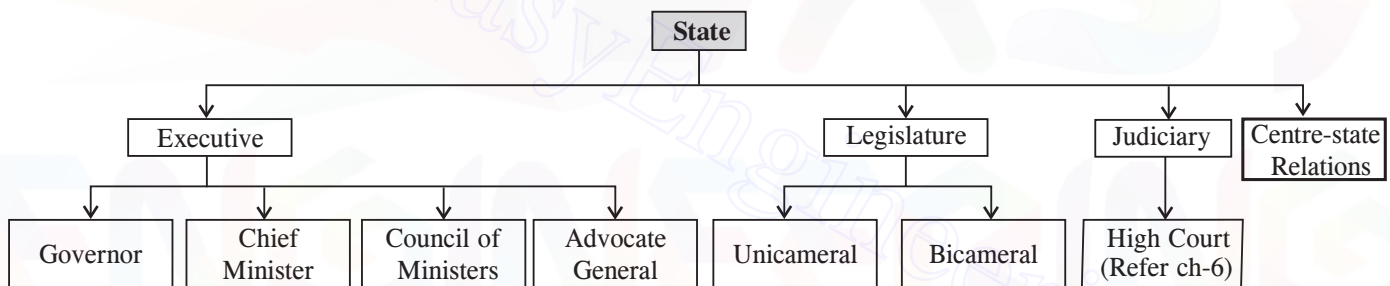 State
Executive
Legislature
Judiciary
Centre-state
Relations
Governor
Chief
Minister
Council of
Ministers
Advocate
General
Unicameral
Bicameral
High Court
(Refer ch-6)